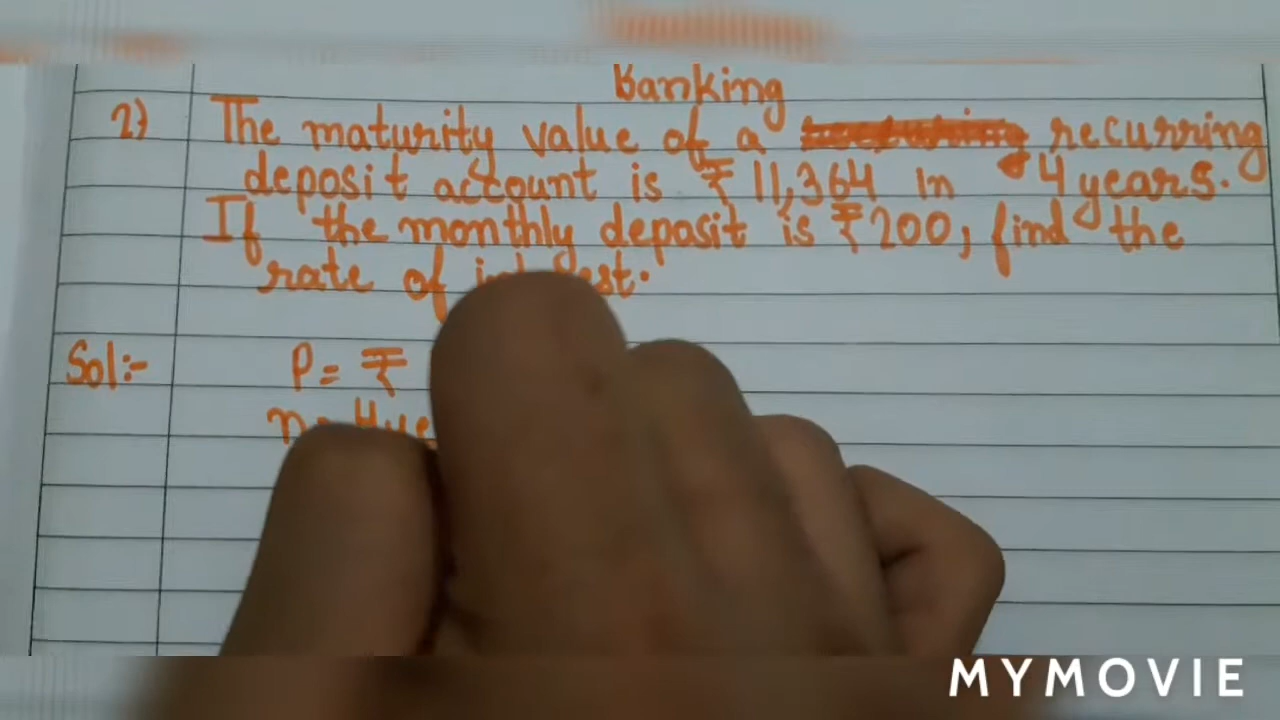 Banking
2) The maturity value of a recurring
deposit account is ₹ 11,364 in 4 years.
If the monthly deposit is ₹200, find the
rate of
Sol:- P= ₹
MYMOVIE